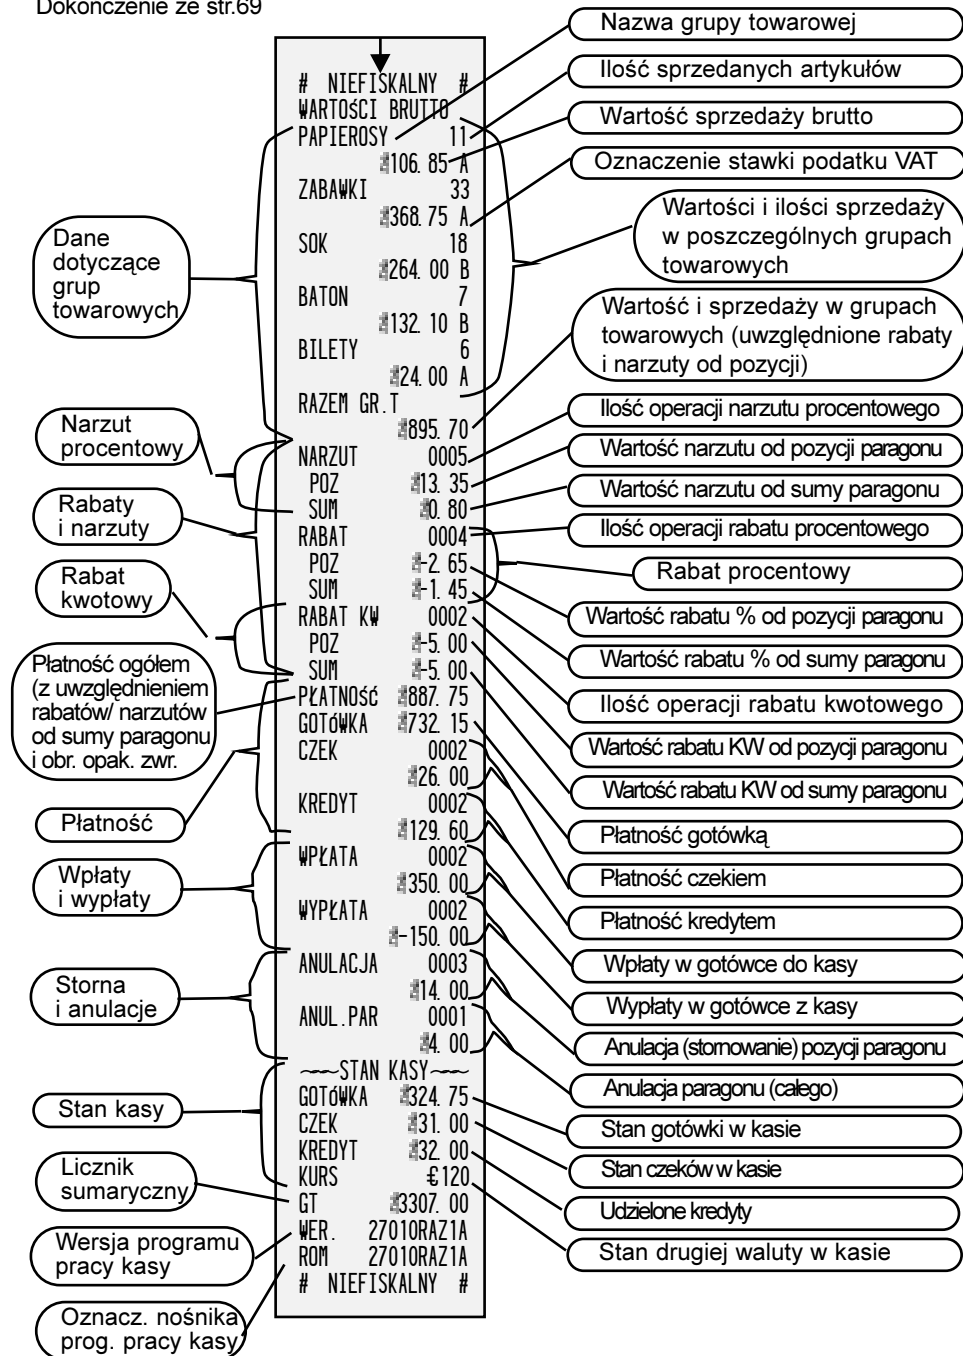 Dokończenie ze str.69
# NIEFISKALNY #
WARTOŚCI BRUTTO
PAPIEROSY 11
106.85 A
ZABAWKI 33
368.75 A
SOK 18
264.00 B
BATON 7
132.10 B
BILETY 6
24.00 A
RAZEM GR.T
895.70
NARZUT 0005
POZ 13.35
SUM 0.80
RABAT 0004
POZ -2.65
SUM -1.45
RABAT KW 0002
POZ -5.00
SUM -5.00
PŁATNOŚĆ 887.75
GOTÓWKA 732.15
CZEK 0002
26.00
KREDYT 0002
129.60
WPŁATA 0002
350.00
WYPŁATA 0002
-150.00
ANULACJA 0003
14.00
ANUL.PAR 0001
4.00
~~~STAN KASY~~~
GOTÓWKA 324.75
CZEK 31.00
KREDYT 32.00
KURS €120
GT 3307.00
WER. 27010RAZ1A
ROM 27010RAZ1A
# NIEFISKALNY #
Dane
dotyczące
grup
towarowych
Narzut
procentowy
Rabaty
i narzuty
Rabat
kwotowy
Płatność ogółem
(z uwzględnieniem
rabatów/ narzutów
od sumy paragonu
i obr. opak. zwr.
Płatność
Wpłaty
i wypłaty
Storna
i anulacje
Stan kasy
Licznik
sumaryczny
Wersja programu
pracy kasy
Oznacz. nośnika
prog. pracy kasy
Nazwa grupy towarowej
Ilość sprzedanych artykułów
Wartość sprzedaży brutto
Oznaczenie stawki podatku VAT
Wartości i ilości sprzedaży
w poszczególnych grupach
towarowych
Wartość i sprzedaży w grupach
towarowych (uwzględnione rabaty
i narzuty od pozycji)
Ilość operacji narzutu procentowego
Wartość narzutu od pozycji paragonu
Wartość narzutu od sumy paragonu
Ilość operacji rabatu procentowego
Rabat procentowy
Wartość rabatu % od pozycji paragonu
Wartość rabatu % od sumy paragonu
Ilość operacji rabatu kwotowego
Wartość rabatu KW od pozycji paragonu
Wartość rabatu KW od sumy paragonu
Płatność gotówką
Płatność czekiem
Płatność kredytem
Wpłaty w gotówce do kasy
Wypłaty w gotówce z kasy
Anulacja (stornowanie) pozycji paragonu
Anulacja paragonu (całego)
Stan gotówki w kasie
Stan czeków w kasie
Udzielone kredyty
Stan drugiej waluty w kasie